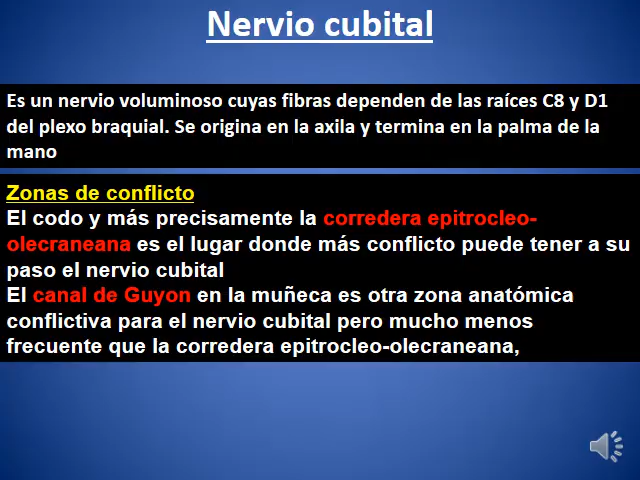 Nervio cubital
Es un nervio voluminoso cuyas fibras dependen de las raíces C8 y D1
del plexo braquial. Se origina en la axila y termina en la palma de la
mano
Zonas de conflicto
El codo y más precisamente la corredera epitrocleo-
olecraneana es el lugar donde más conflicto puede tener a su
paso el nervio cubital
El canal de Guyon en la muñeca es otra zona anatómica
conflictiva para el nervio cubital pero mucho menos
frecuente que la corredera epitrocleo-olecraneana,